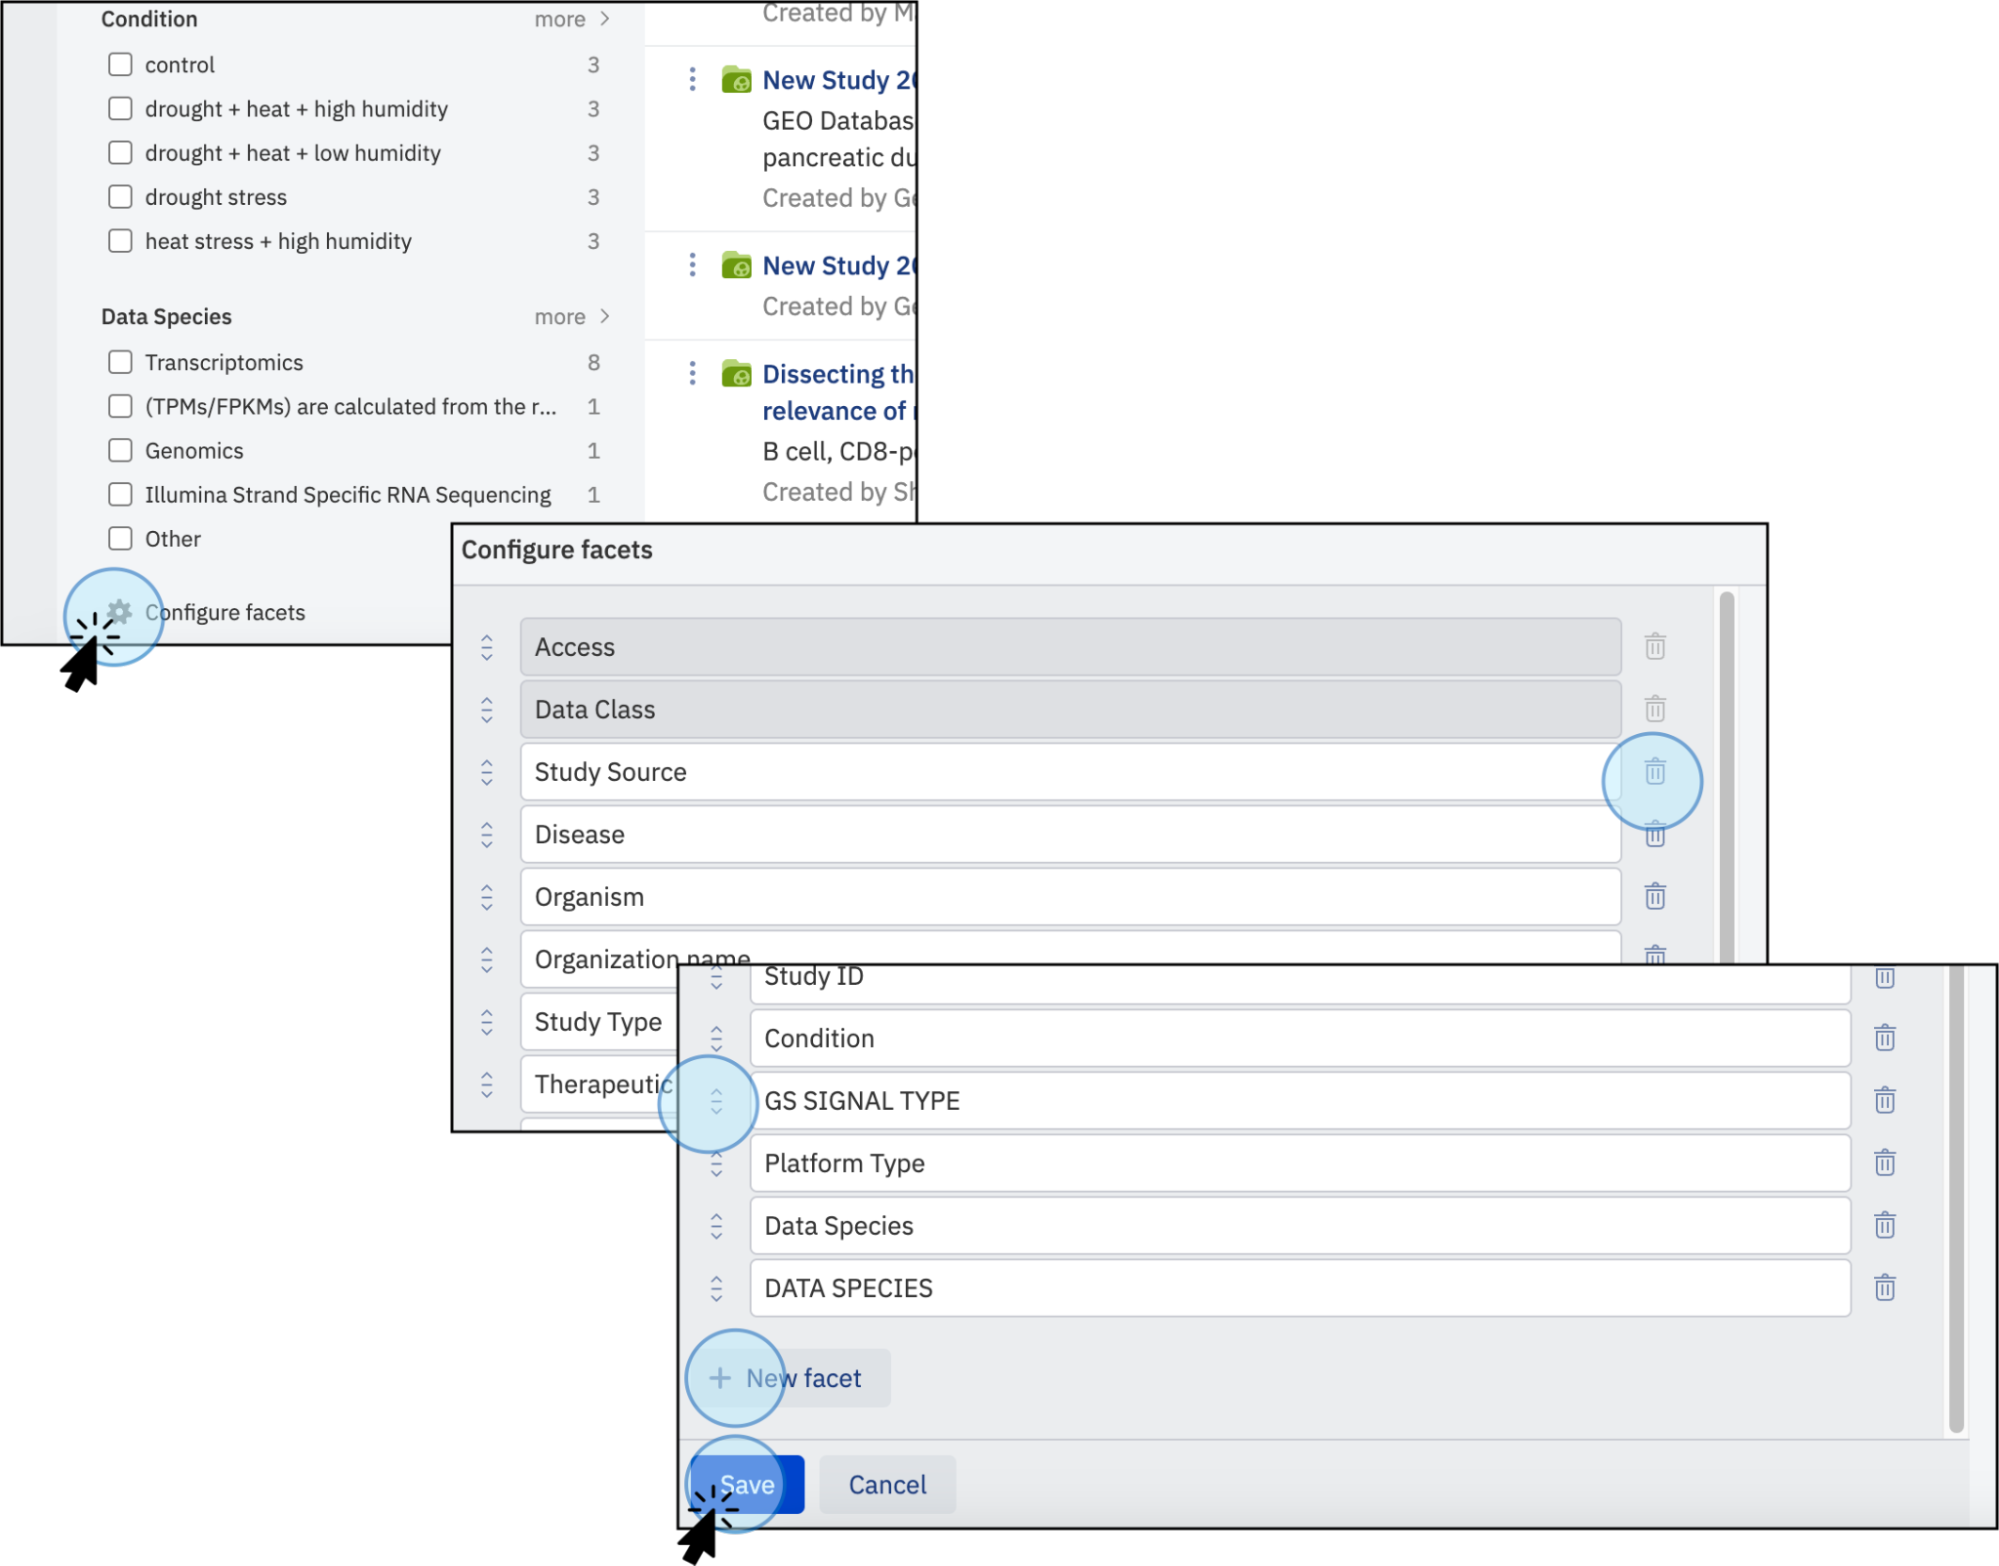 Condition more
control 3
drought + heat + high humidity 3
drought + heat + low humidity 3
drought stress 3
heat stress + high humidity 3
Data Species more
Transcriptomics 8
(TPMs/FPKMs) are calculated from the r... 1
Genomics 1
Illumina Strand Specific RNA Sequencing 1
Other
Configure facets
Created by M
New Study 20
GEO Databas
pancreatic du
Created by Ge
New Study 20
Created by Ge
Dissecting th
relevance of
B cell, CD8-p
Created by Sh
Configure facets
Access
Data Class
Study Source
Disease
Organism
Organization name
Study Type
Therapeutic
Study ID
Condition
GS SIGNAL TYPE
Platform Type
Data Species
DATA SPECIES
+ New facet
Save Cancel